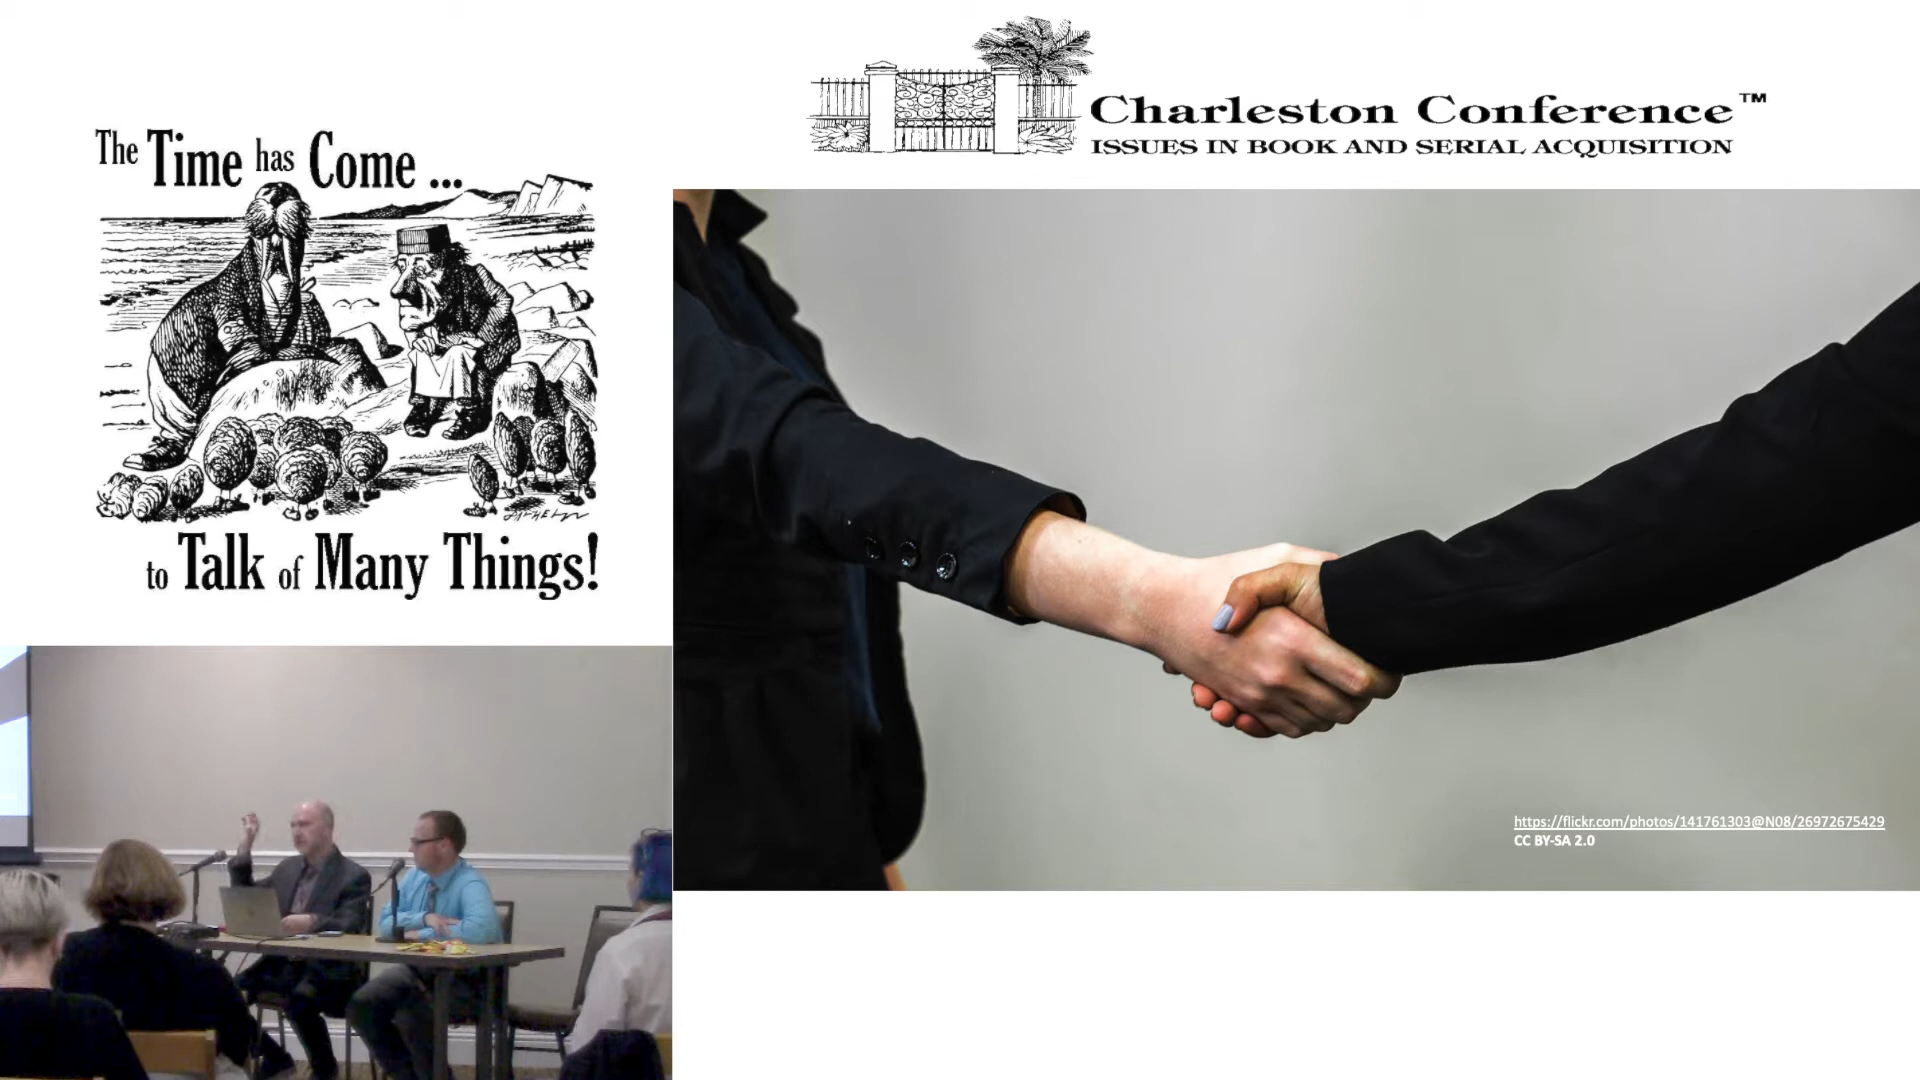 The Time has Come ...
to Talk of Many Things!
Charleston Conference™
ISSUES IN BOOK AND SERIAL ACQUISITION
https://flickr.com/photos/141761303@N08/26972675429
CC BY-SA 2.0